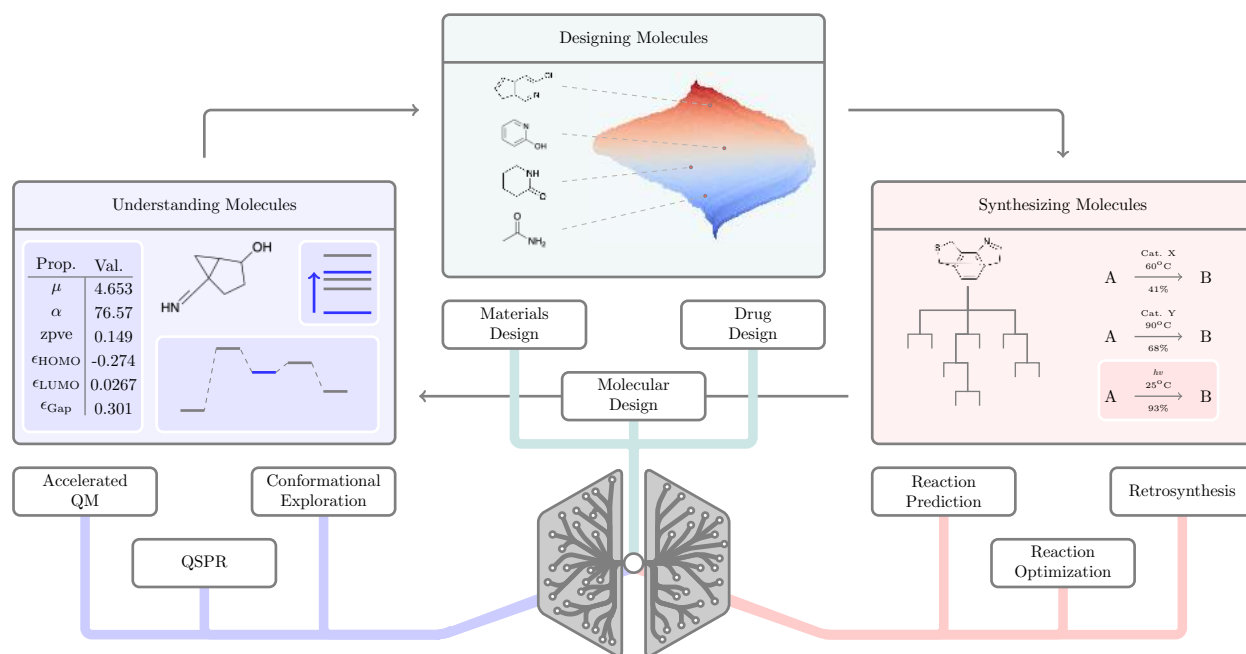 Designing Molecules
Cl
N
N
OH
NH
O
O
NH2
Understanding Molecules
Prop. Val.
μ 4.653
α 76.57
zpve 0.149
ϵHOMO -0.274
ϵLUMO 0.0267
ϵGap 0.301
OH
HN
Synthesizing Molecules
S
N
Cat. X
60°C
A B
41%
Cat. Y
90°C
A B
68%
hν
25°C
A B
93%
Materials
Design
Drug
Design
Molecular
Design
Accelerated
QM
Conformational
Exploration
QSPR
Reaction
Prediction
Retrosynthesis
Reaction
Optimization